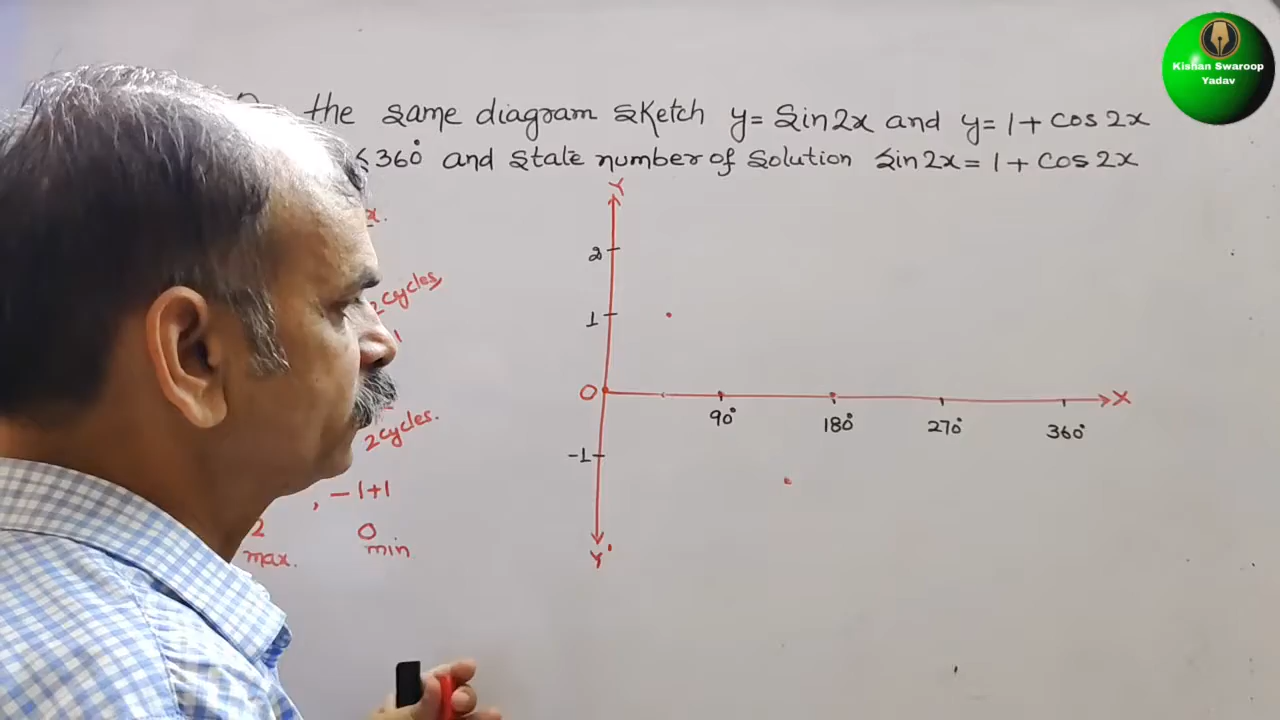 the same diagram sketch y = Sin2x and y = 1 + cos 2x
≤ 360° and state number of solution Sin2x = 1 + cos 2x
x.
2 cycles,
1
2 cycles.
, -1+1
2 0
max. min
Y
2
1
O
-1
Y'
90° 180° 270° 360° X
Kishan Swaroop
Yadav